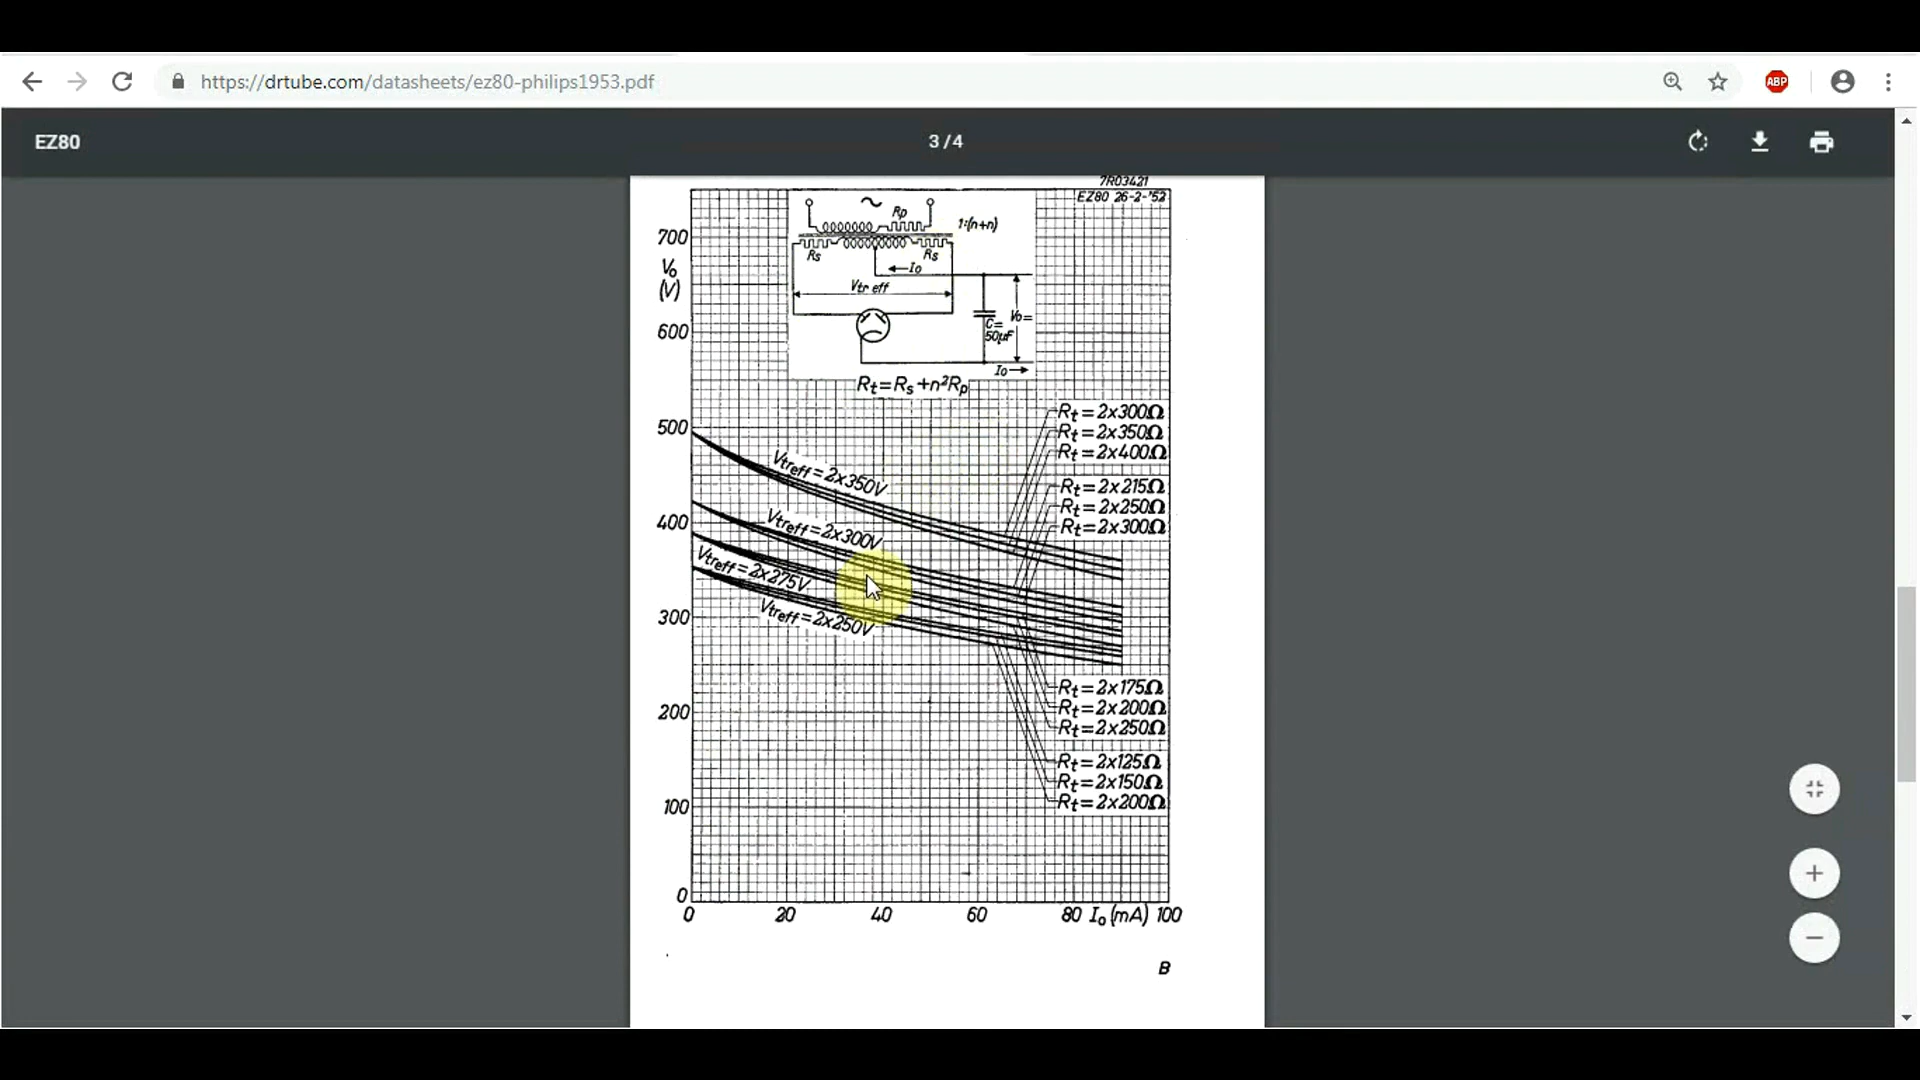 https://drtube.com/datasheets/ez80-philips1953.pdf
ABP
EZ80
3 / 4
7R03421
EZ80 26-2-'52
700
Vo
(V)
600
500
400
300
200
100
0
~
Rp
1:(n+n)
Rs
Rs
←Io
Vtr eff
C=
50µF
Vo=
Io→
Rt=Rs+n²Rp
Rt=2x300Ω
Rt=2x350Ω
Rt=2x400Ω
Rt=2x215Ω
Rt=2x250Ω
Rt=2x300Ω
Vtreff=2x350V
Vtreff=2x300V
Vtreff=2x275V
Vtreff=2x250V
Rt=2x175Ω
Rt=2x200Ω
Rt=2x250Ω
Rt=2x125Ω
Rt=2x150Ω
Rt=2x200Ω
0 20 40 60 80 Io(mA) 100
B